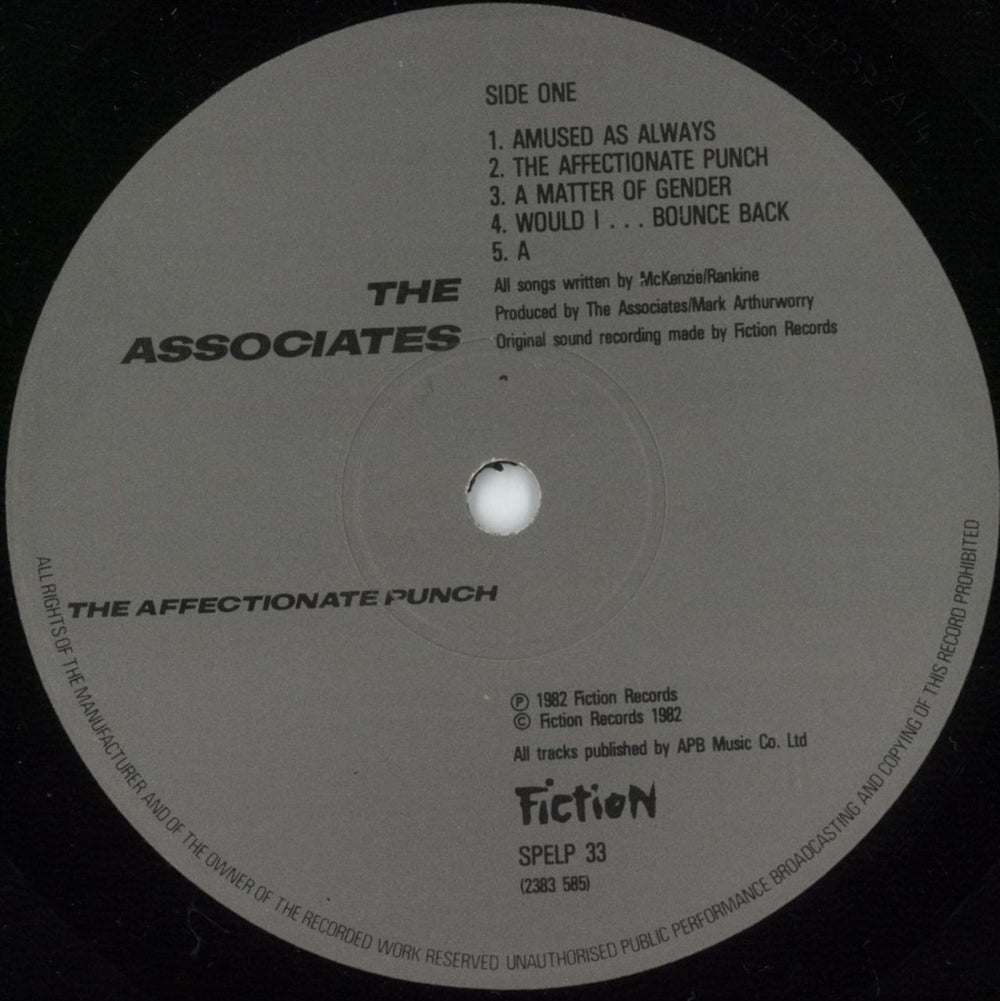 SIDE ONE
1. AMUSED AS ALWAYS
2. THE AFFECTIONATE PUNCH
3. A MATTER OF GENDER
4. WOULD I . . . BOUNCE BACK
5. A
All songs written by McKenzie/Rankine
Produced by The Associates/Mark Arthurworry
Original sound recording made by Fiction Records
THE
ASSOCIATES
THE AFFECTIONATE PUNCH
℗ 1982 Fiction Records
© Fiction Records 1982
All tracks published by APB Music Co. Ltd
FictioN
SPELP 33
(2383 585)
ALL RIGHTS OF THE MANUFACTURER AND OF THE OWNER OF THE RECORDED WORK RESERVED UNAUTHORISED PUBLIC PERFORMANCE BROADCASTING AND COPYING OF THIS RECORD PROHIBITED